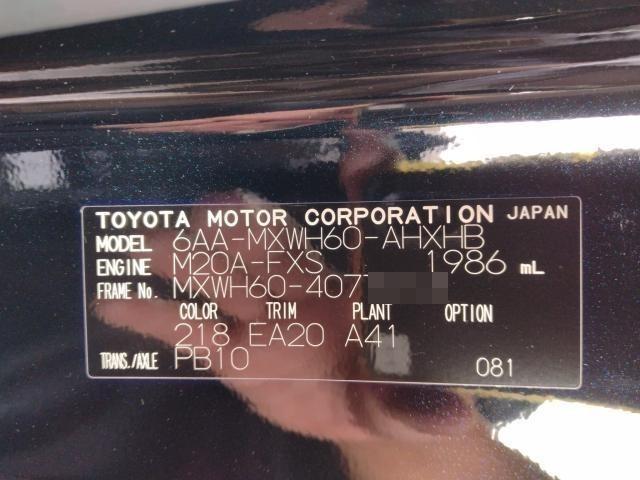 TOYOTA MOTOR CORPORATION JAPAN
MODEL 6AA-MXWH60-AHXHB
ENGINE M20A-FXS 1986 mL
FRAME No. MXWH60-407
COLOR TRIM PLANT OPTION
218 EA20 A41
TRANS./AXLE PB10 081